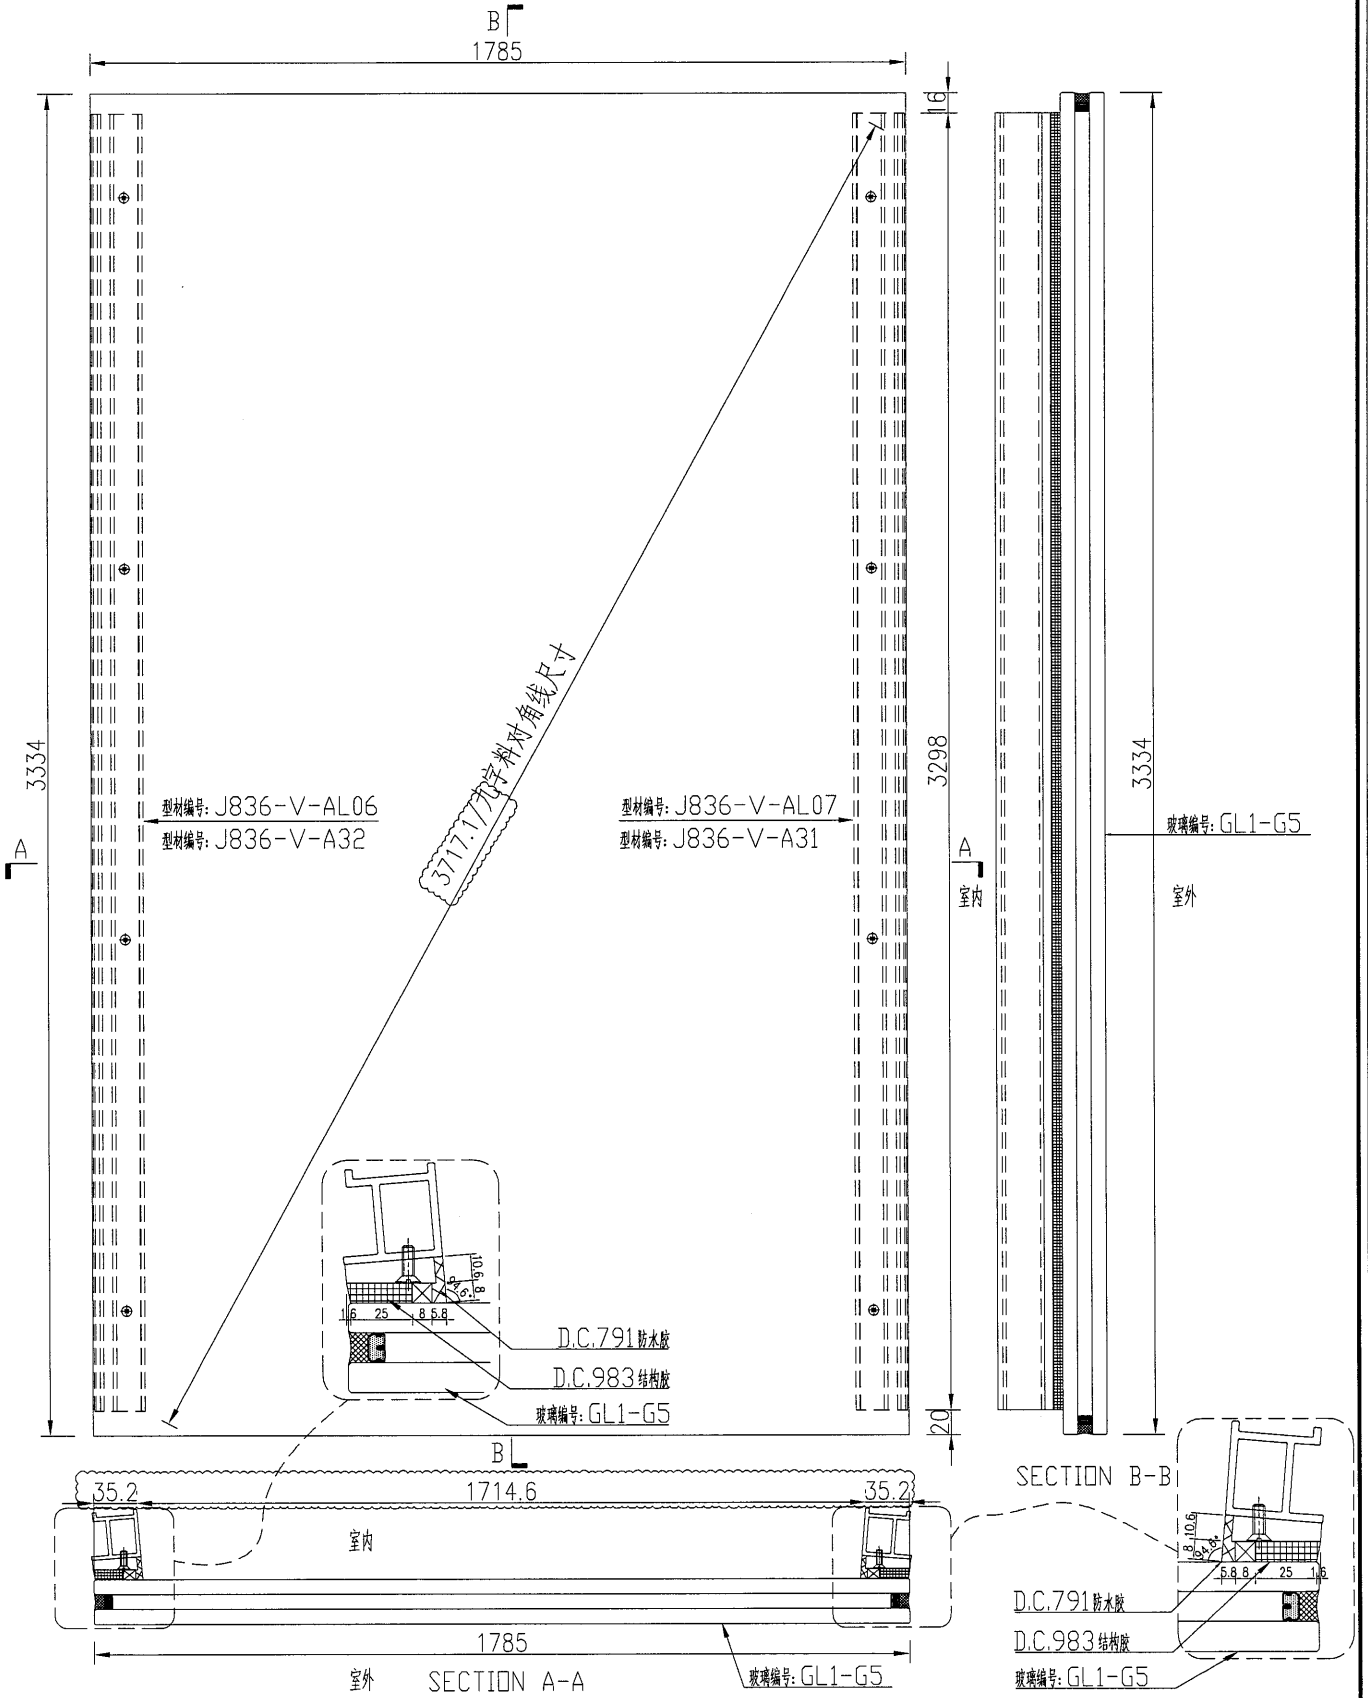 B
1785
16
3334
3298
3334
3717.1/几字料对角线尺寸
型材编号: J836-V-AL06
型材编号: J836-V-A32
型材编号: J836-V-AL07
型材编号: J836-V-A31
玻璃编号: GL1-G5
A
A
室内
室外
10.6
8
94.6°
1.6
25
8
5.8
D.C.791防水胶
D.C.983结构胶
玻璃编号: GL1-G5
20
B
SECTION B-B
35.2
1714.6
35.2
室内
10.6
8
5.8
8
25
1.6
D.C.791防水胶
D.C.983结构胶
玻璃编号: GL1-G5
1785
室外
SECTION A-A
玻璃编号: GL1-G5